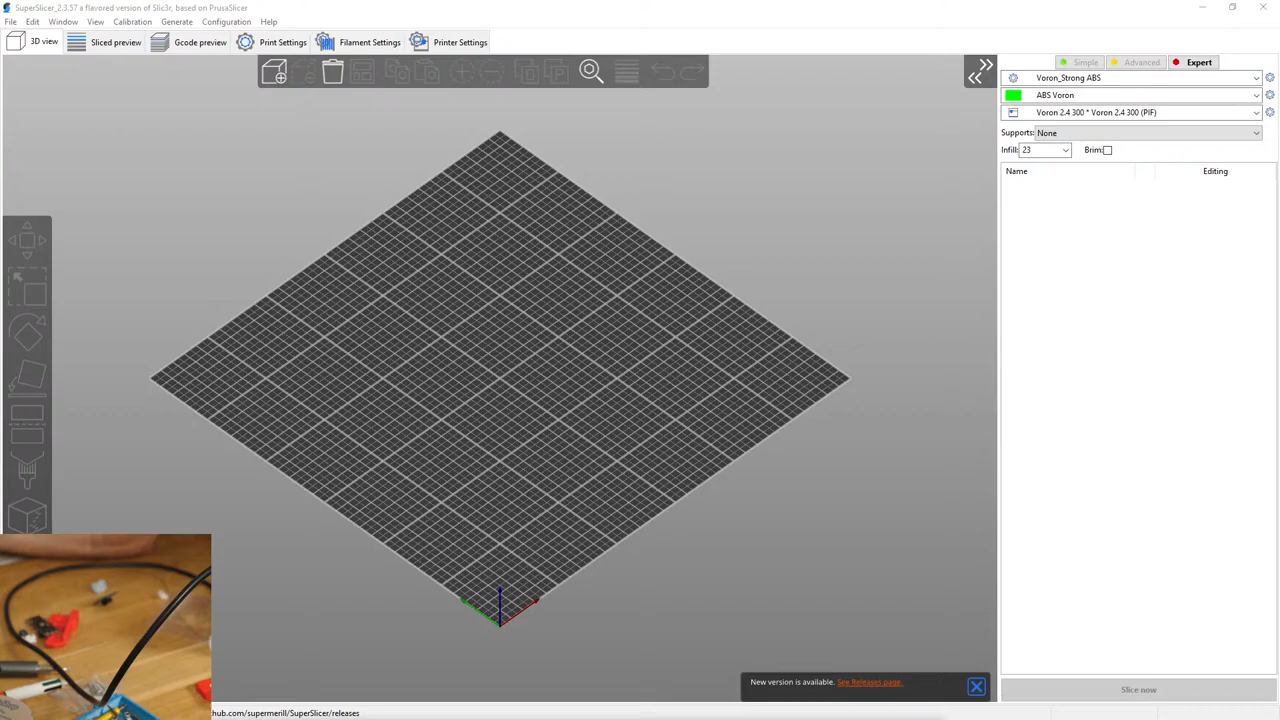 SuperSlicer_2.3.57 a flavored version of Slic3r, based on PrusaSlicer
File Edit Window View Calibration Generate Configuration Help
3D view Sliced preview Gcode preview Print Settings Filament Settings Printer Settings
Simple Advanced Expert
Voron_Strong ABS
ABS Voron
Voron 2.4 300 * Voron 2.4 300 (PIF)
Supports: None
Infill: 23 Brim:
Name Editing
New version is available. See Releases page.
Slice now
hub.com/supermerill/SuperSlicer/releases